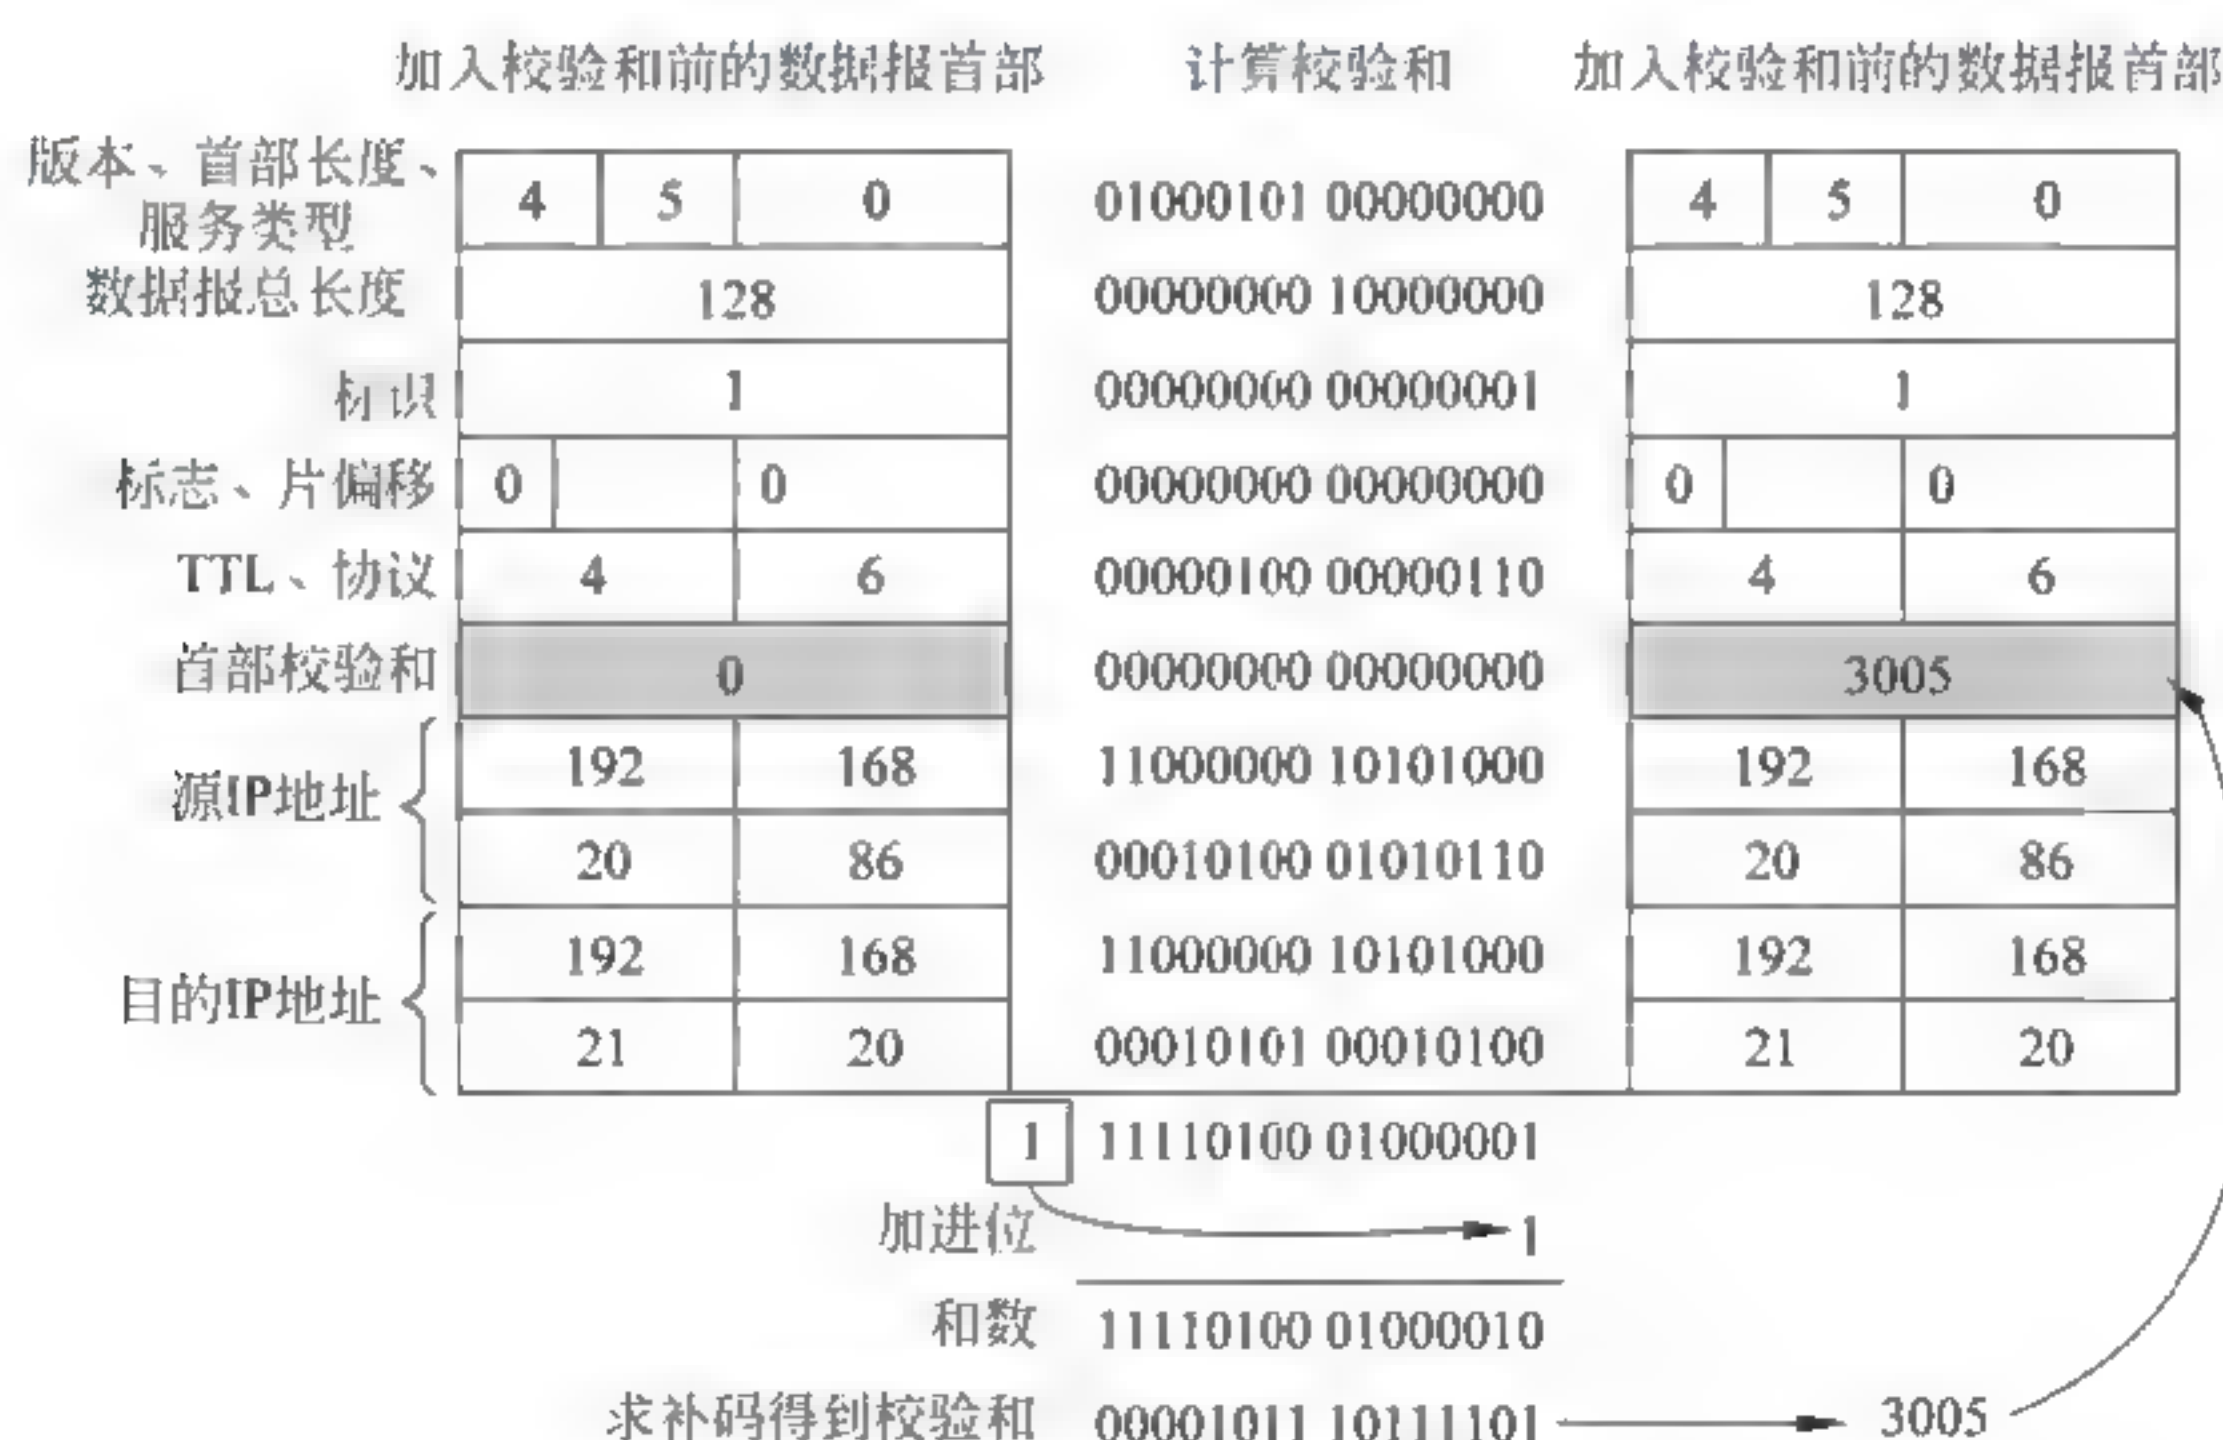 加入校验和前的数据报首部 计算校验和 加入校验和前的数据报首部
版本、首部长度、
服务类型
4 5 0 01000101 00000000 4 5 0
数据报总长度 128 00000000 10000000 128
标识 1 00000000 00000001 1
标志、片偏移 0 0 00000000 00000000 0 0
TTL、协议 4 6 00000100 00000110 4 6
首部校验和 0 00000000 00000000 3005
源IP地址
192 168 11000000 10101000 192 168
20 86 00010100 01010110 20 86
目的IP地址
192 168 11000000 10101000 192 168
21 20 00010101 00010100 21 20
1 11110100 01000001
加进位 1
和数 11110100 01000010
求补码得到校验和 00001011 10111101 3005